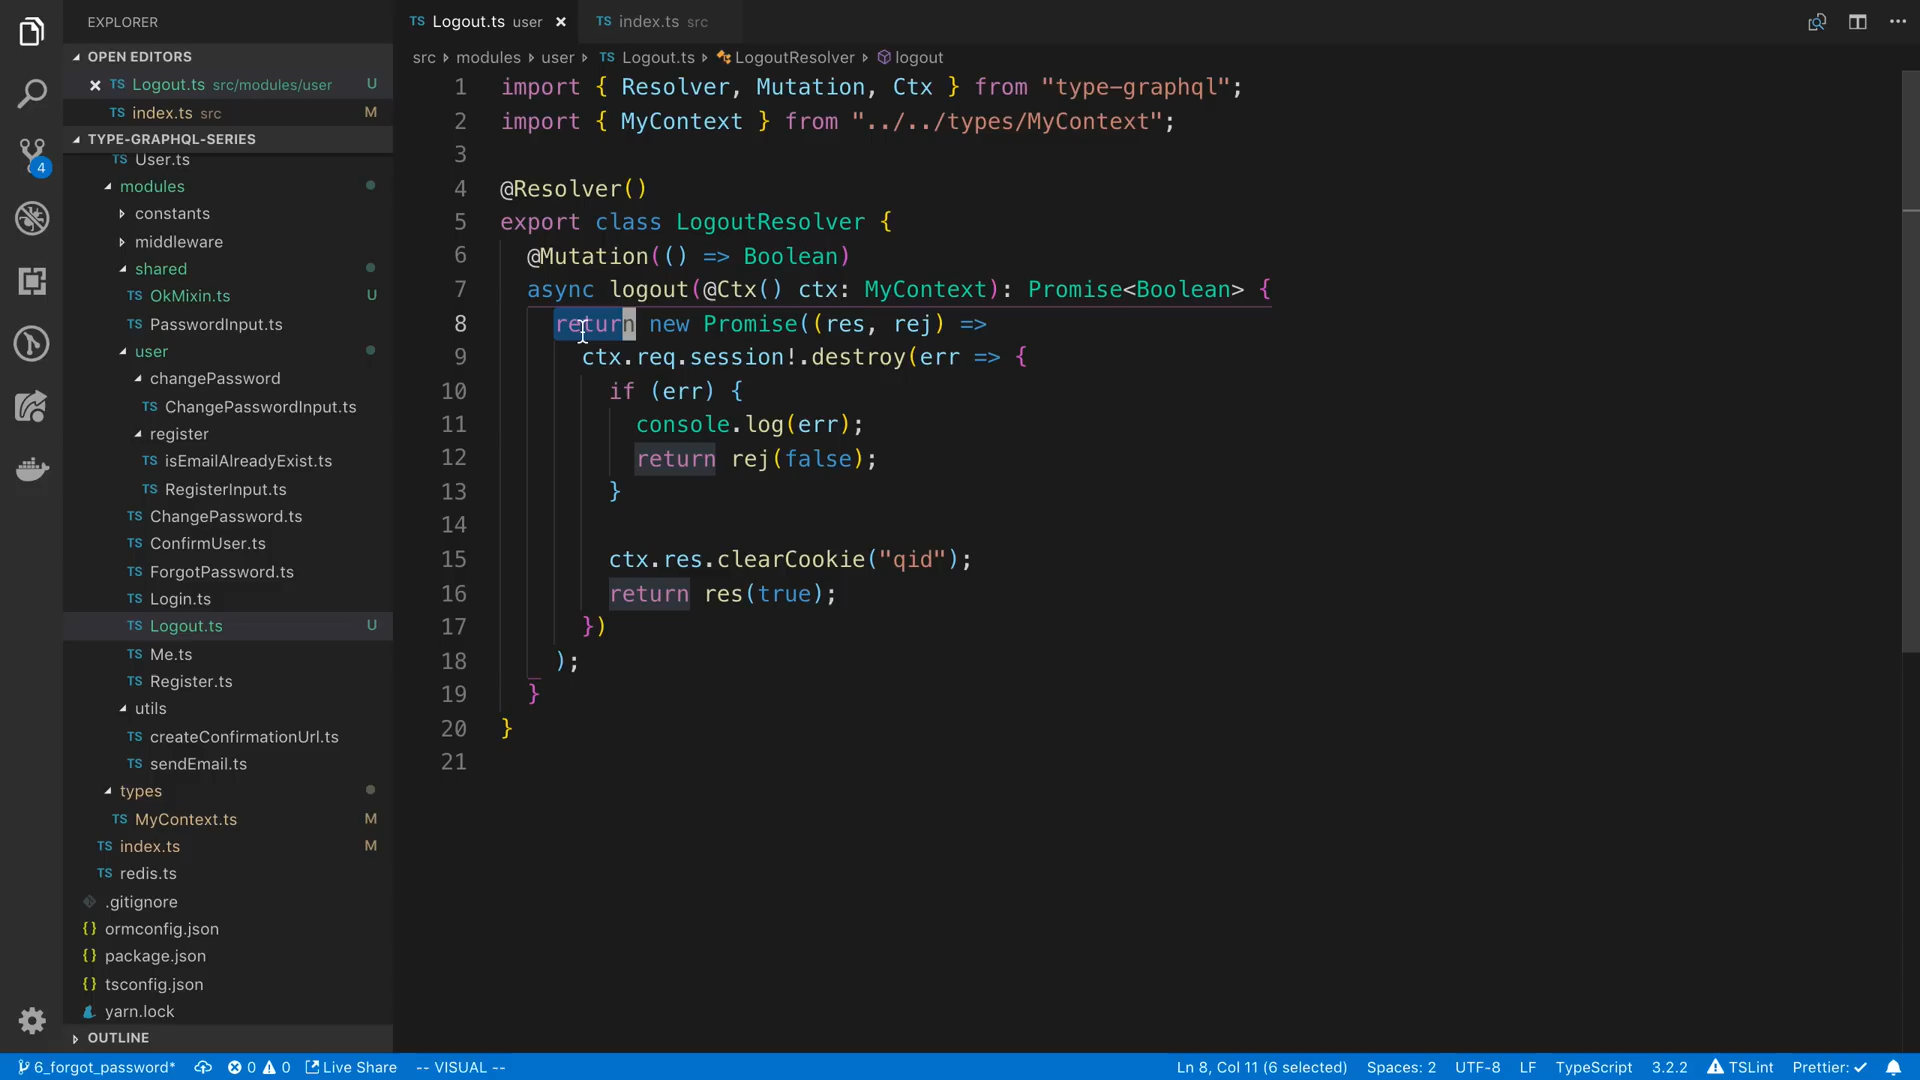 EXPLORER
OPEN EDITORS
Logout.ts src/modules/user U
index.ts src M
TYPE-GRAPHQL-SERIES
User.ts
modules
constants
middleware
shared
OkMixin.ts U
PasswordInput.ts
user
changePassword
ChangePasswordInput.ts
register
isEmailAlreadyExist.ts
RegisterInput.ts
ChangePassword.ts
ConfirmUser.ts
ForgotPassword.ts
Login.ts
Logout.ts U
Me.ts
Register.ts
utils
createConfirmationUrl.ts
sendEmail.ts
types
MyContext.ts M
index.ts M
redis.ts
.gitignore
ormconfig.json
package.json
tsconfig.json
yarn.lock
OUTLINE
4
Logout.ts user
index.ts src
src modules user TS Logout.ts LogoutResolver logout
1 import { Resolver, Mutation, Ctx } from "type-graphql";
2 import { MyContext } from "../../types/MyContext";
3
4 @Resolver()
5 export class LogoutResolver {
6 @Mutation(() => Boolean)
7 async logout(@Ctx() ctx: MyContext): Promise<Boolean> {
8 return new Promise((res, rej) =>
9 ctx.req.session!.destroy(err => {
10 if (err) {
11 console.log(err);
12 return rej(false);
13 }
14
15 ctx.res.clearCookie("qid");
16 return res(true);
17 })
18 );
19 }
20 }
21
6_forgot_password* 0 0 Live Share -- VISUAL -- Ln 8, Col 11 (6 selected) Spaces: 2 UTF-8 LF TypeScript 3.2.2 TSLint Prettier: ✓